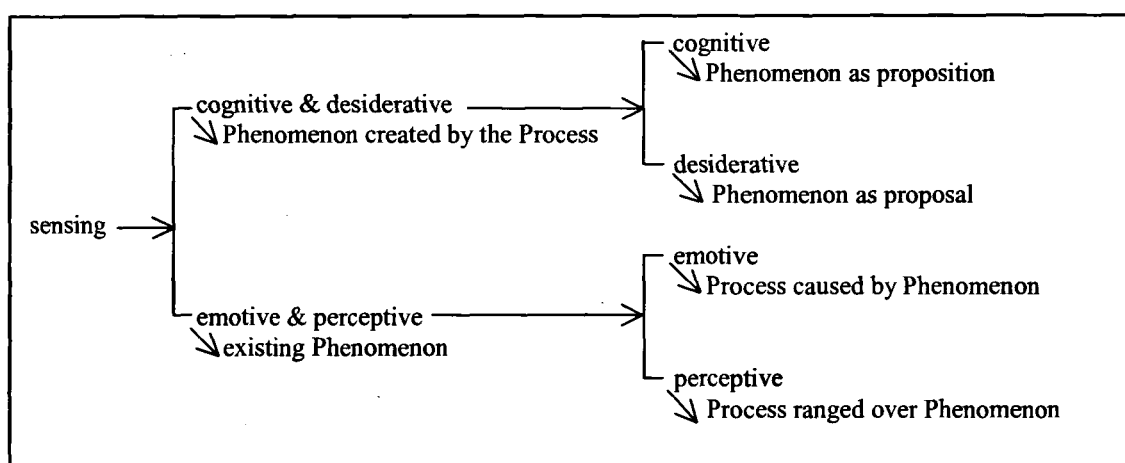 cognitive
Phenomenon as proposition
cognitive & desiderative
Phenomenon created by the Process
desiderative
Phenomenon as proposal
sensing
emotive
Process caused by Phenomenon
emotive & perceptive
existing Phenomenon
perceptive
Process ranged over Phenomenon